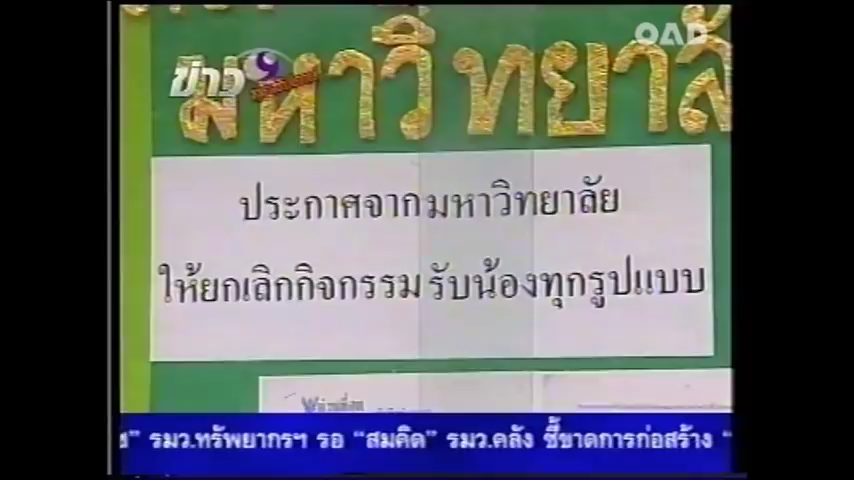 OAD
มหาวิทยาลั
ข่าว
ประกาศจากมหาวิทยาลัย
ให้ยกเลิกกิจกรรมรับน้องทุกรูปแบบ
รมว.ทรัพยากรฯ รอ "สมคิด" รมว.คลัง ชี้ขาดการก่อสร้าง "